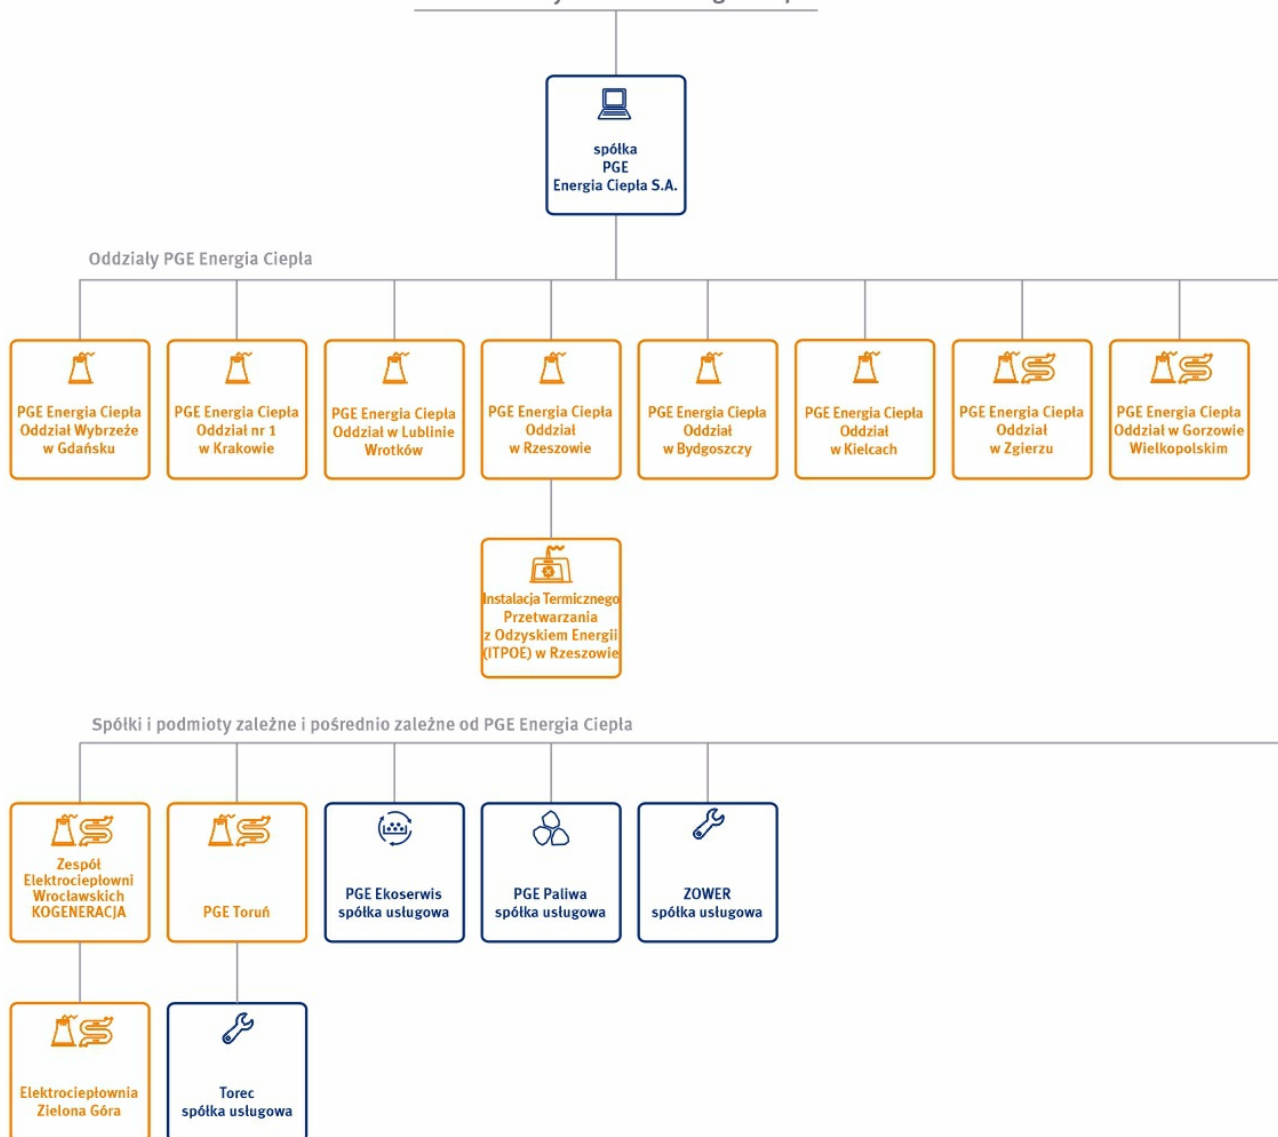 spółka
PGE
Energia Ciepła S.A.
Oddziały PGE Energia Ciepła
PGE Energia Ciepła
Oddział Wybrzeże
w Gdańsku
PGE Energia Ciepła
Oddział nr 1
w Krakowie
PGE Energia Ciepła
Oddział w Lublinie
Wrotków
PGE Energia Ciepła
Oddział
w Rzeszowie
PGE Energia Ciepła
Oddział
w Bydgoszczy
PGE Energia Ciepła
Oddział
w Kielcach
PGE Energia Ciepła
Oddział
w Zgierzu
PGE Energia Ciepła
Oddział w Gorzowie
Wielkopolskim
Instalacja Termicznego
Przetwarzania
z Odzyskiem Energii
(ITPOE) w Rzeszowie
Spółki i podmioty zależne i pośrednio zależne od PGE Energia Ciepła
Zespół
Elektrociepłowni
Wrocławskich
KOGENERACJA
PGE Toruń
PGE Ekoserwis
spółka usługowa
PGE Paliwa
spółka usługowa
ZOWER
spółka usługowa
Elektrociepłownia
Zielona Góra
Torec
spółka usługowa